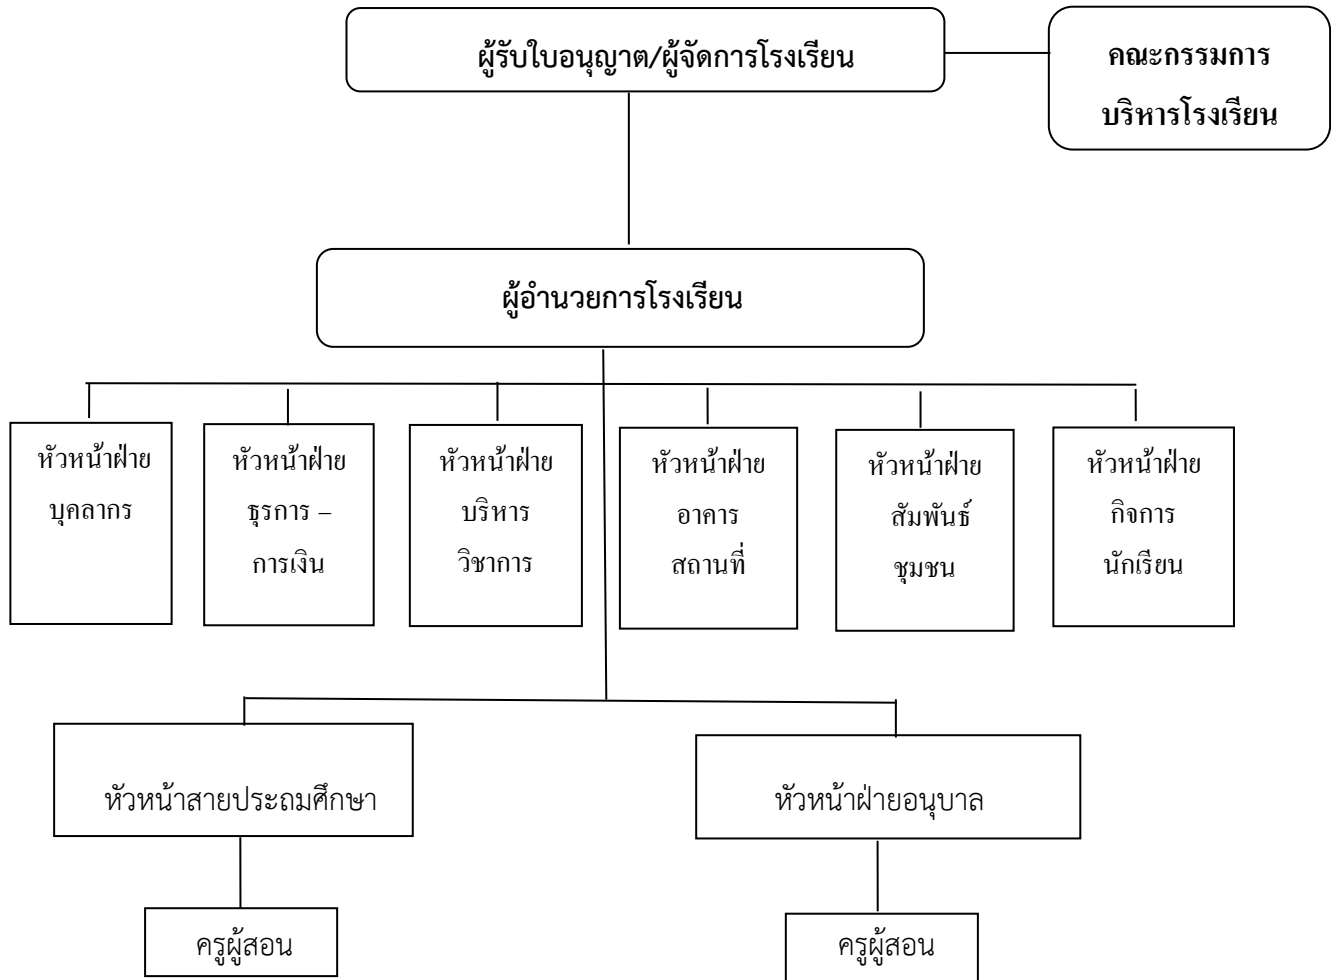 ผู้รับใบอนุญาต/ผู้จัดการโรงเรียน
คณะกรรมการ
บริหารโรงเรียน
ผู้อำนวยการโรงเรียน
หัวหน้าฝ่าย
บุคลากร
หัวหน้าฝ่าย
ธุรการ –
การเงิน
หัวหน้าฝ่าย
บริหาร
วิชาการ
หัวหน้าฝ่าย
อาคาร
สถานที่
หัวหน้าฝ่าย
สัมพันธ์
ชุมชน
หัวหน้าฝ่าย
กิจการ
นักเรียน
หัวหน้าสายประถมศึกษา
หัวหน้าฝ่ายอนุบาล
ครูผู้สอน
ครูผู้สอน